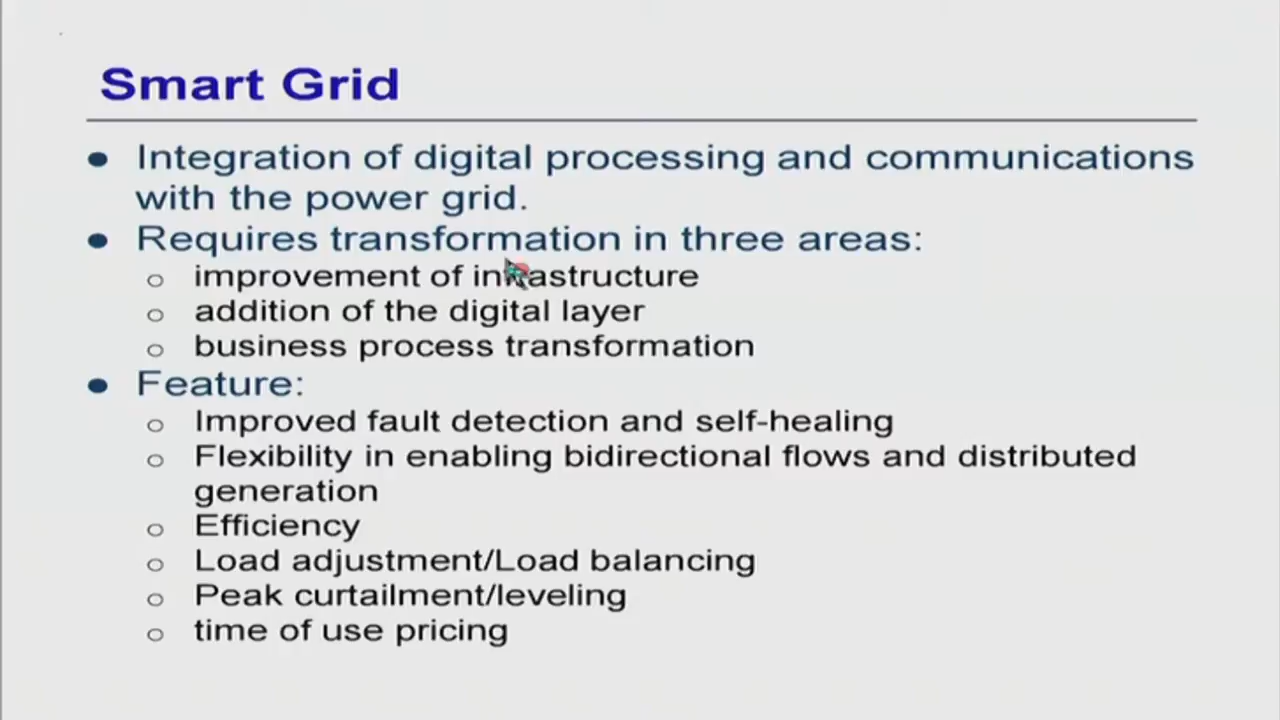 Smart Grid
● Integration of digital processing and communications
with the power grid.
● Requires transformation in three areas:
o improvement of infrastructure
o addition of the digital layer
o business process transformation
● Feature:
o Improved fault detection and self-healing
o Flexibility in enabling bidirectional flows and distributed
generation
o Efficiency
o Load adjustment/Load balancing
o Peak curtailment/leveling
o time of use pricing